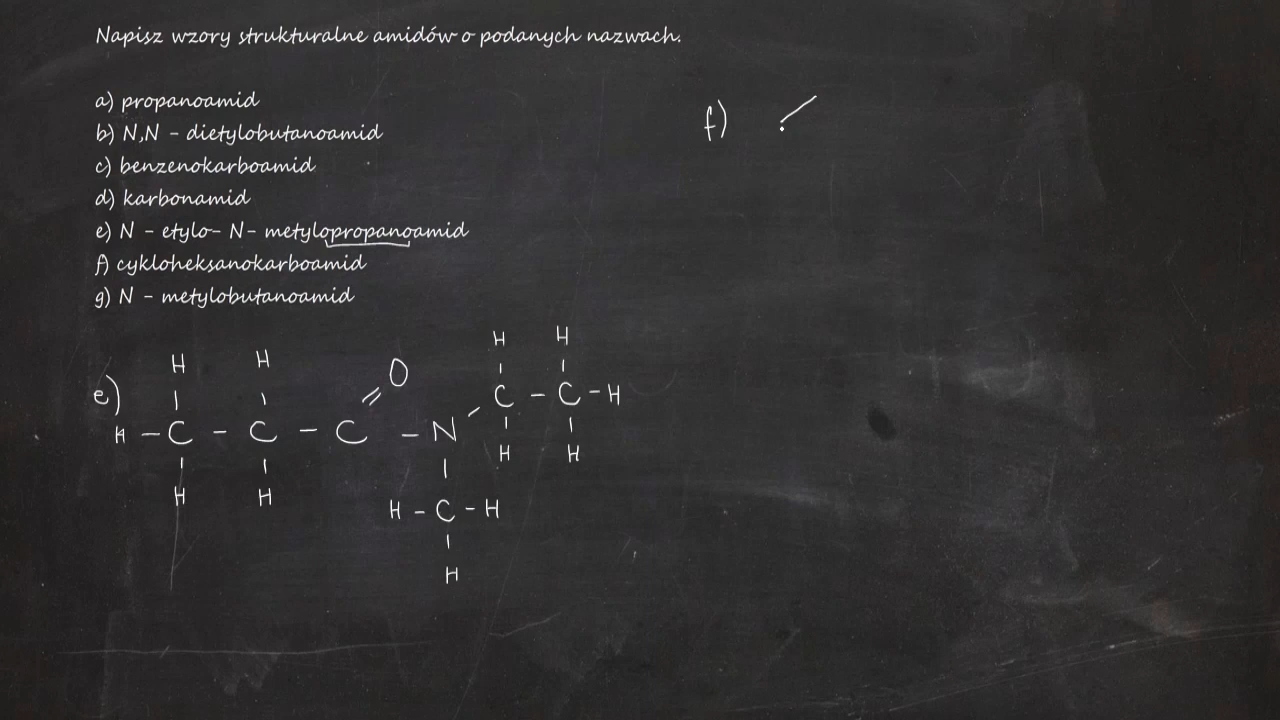 Napisz wzory strukturalne amidów o podanych nazwach.
a) propanoamid
b) N,N - dietylobutanoamid
c) benzenokarboamid
d) karbonamid
e) N - etylo- N- metylopropanoamid
f) cykloheksanokarboamid
g) N - metylobutanoamid
e)
H H O H H
H - C - C - C - N - C - C - H
H H H H
H - C - H
H
f)